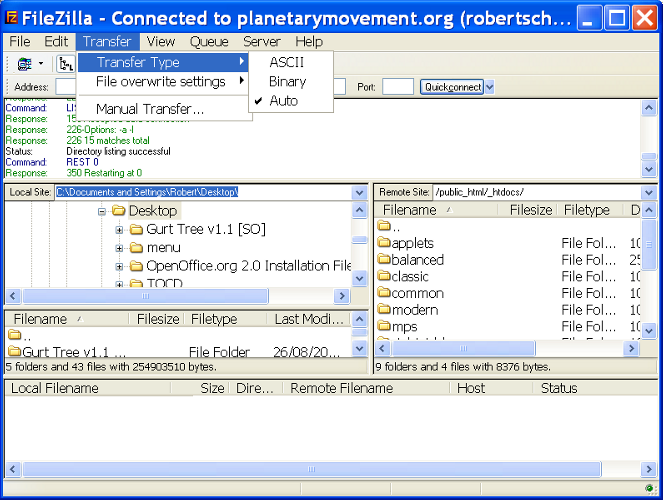 FileZilla - Connected to planetarymovement.org (robertsch...
File Edit Transfer View Queue Server Help
Transfer Type
File overwrite settings
Manual Transfer...
ASCII
Binary
Auto
Address: Port: Quickconnect
Command: LI
Response:
Response: 226-Options: -a -l
Response: 226 15 matches total
Status: Directory listing successful
Command: REST 0
Response: 350 Restarting at 0
Local Site: C:\Documents and Settings\Robert\Desktop\
Desktop
Gurt Tree v1.1 [SO]
menu
OpenOffice.org 2.0 Installation File
TOCD
Filename Filesize Filetype Last Modi...
..
Gurt Tree v1.1 ... File Folder 26/08/20...
5 folders and 43 files with 254903510 bytes.
Remote Site: /public_html/_htdocs/
Filename Filesize Filetype D
..
applets File Fol... 10
balanced File Fol... 25
classic File Fol... 10
common File Fol... 10
modern File Fol... 10
mps File Fol... 10
9 folders and 4 files with 8376 bytes.
Local Filename Size Dire... Remote Filename Host Status